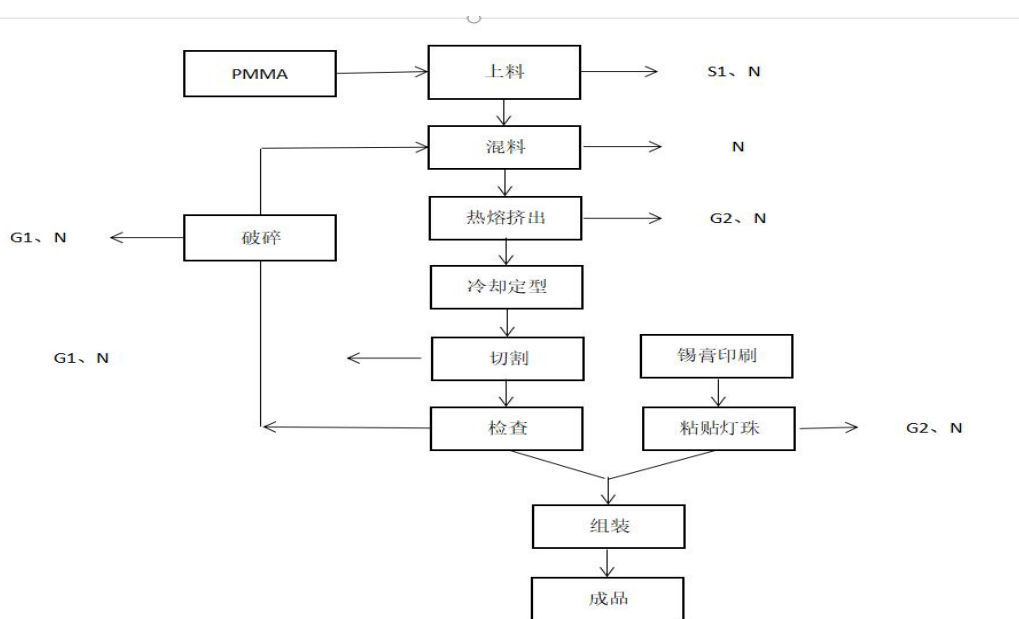 PMMA
上料
S1、N
混料
N
热熔挤出
G2、N
破碎
G1、N
冷却定型
切割
G1、N
锡膏印刷
检查
粘贴灯珠
G2、N
组装
成品